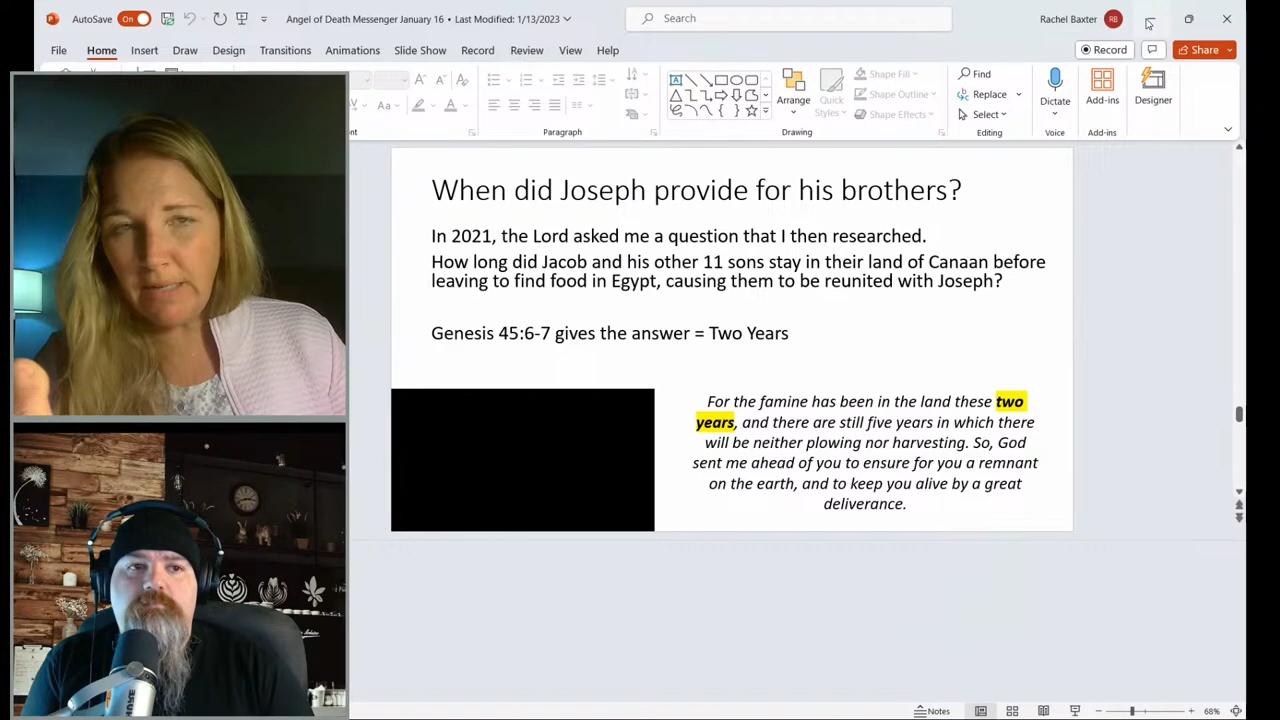 AutoSave On Angel of Death Messenger January 16 • Last Modified: 1/13/2023 Search Rachel Baxter RB
File Home Insert Draw Design Transitions Animations Slide Show Record Review View Help Record Share
Aa Shape Fill Find
Arrange Quick Styles Shape Outline Replace Dictate Add-ins Designer
Shape Effects Select
Paragraph Drawing Editing Voice Add-ins
When did Joseph provide for his brothers?
In 2021, the Lord asked me a question that I then researched.
How long did Jacob and his other 11 sons stay in their land of Canaan before
leaving to find food in Egypt, causing them to be reunited with Joseph?
Genesis 45:6-7 gives the answer = Two Years
For the famine has been in the land these two
years, and there are still five years in which there
will be neither plowing nor harvesting. So, God
sent me ahead of you to ensure for you a remnant
on the earth, and to keep you alive by a great
deliverance.
Notes 68%